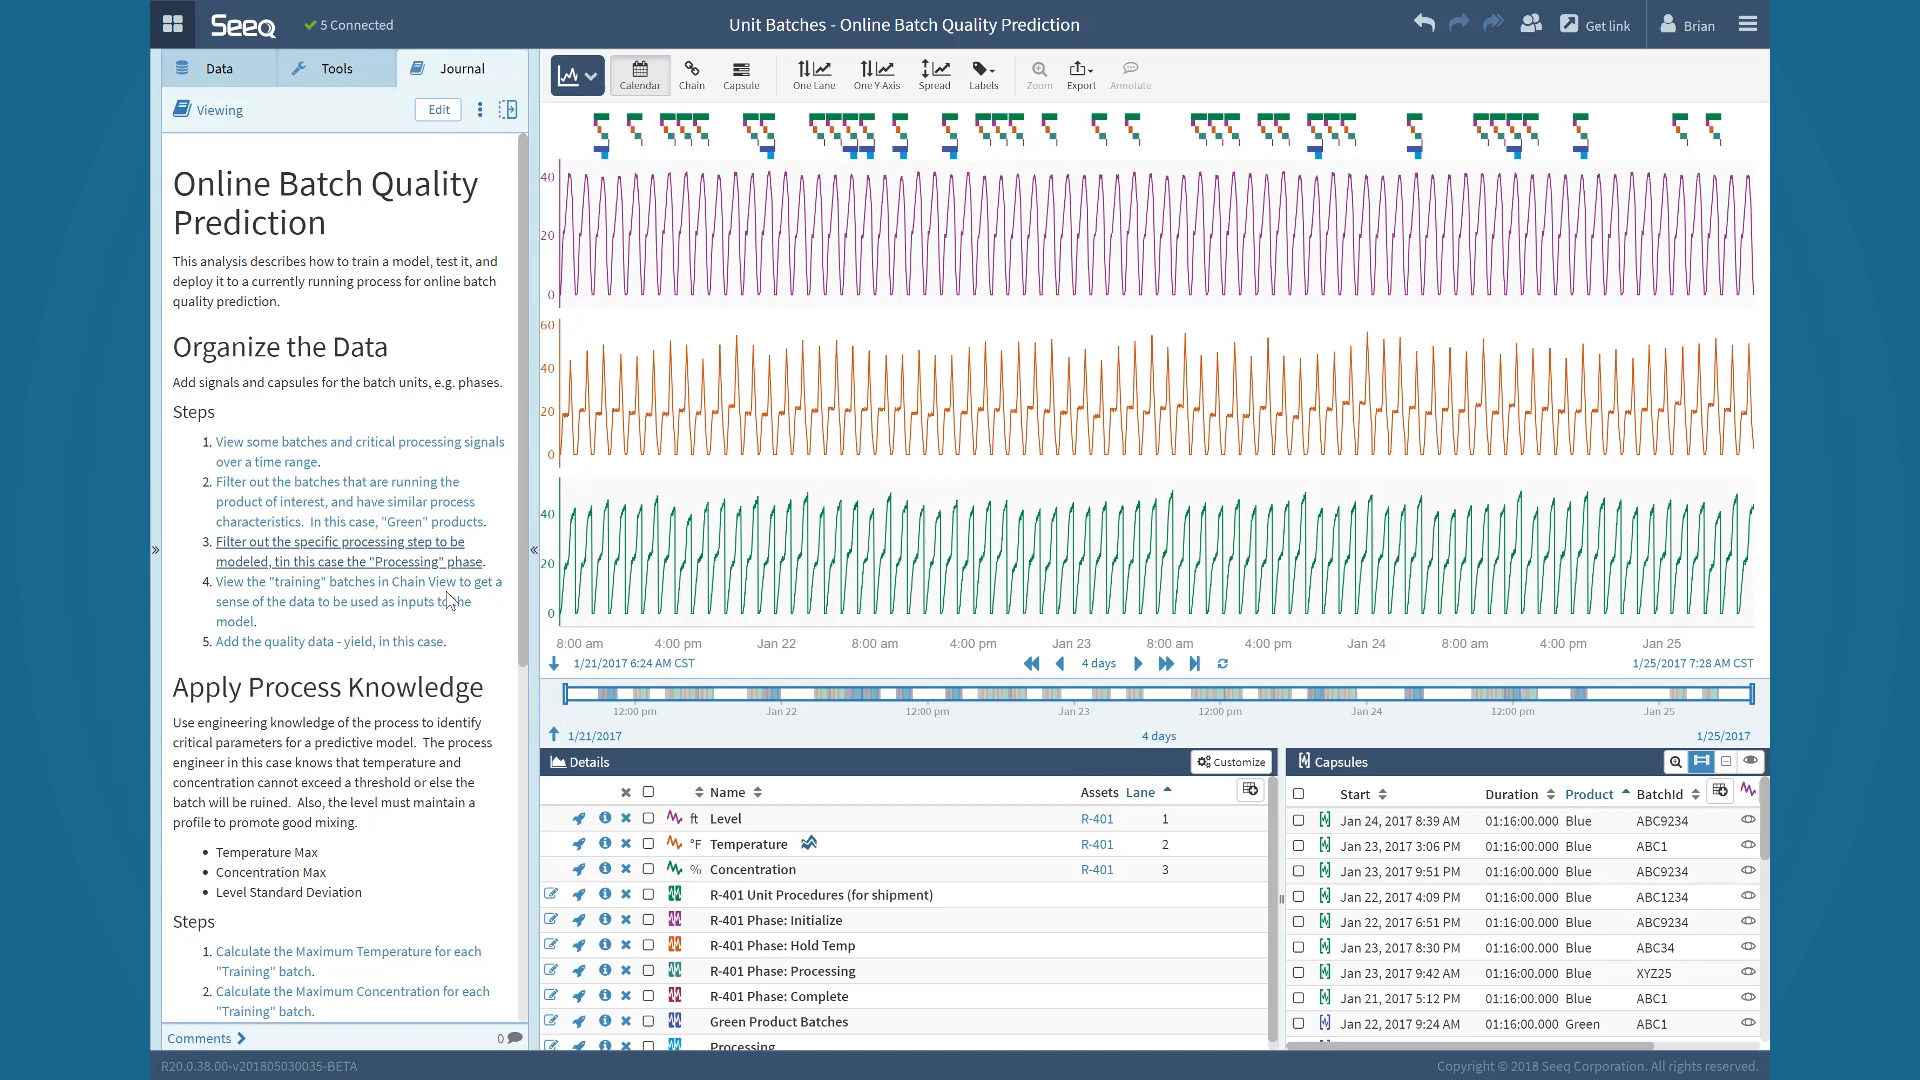 Seeq
5 Connected
Unit Batches - Online Batch Quality Prediction
Get link
Brian
Data
Tools
Journal
Viewing
Edit
Calendar
Chain
Capsule
One Lane
One Y-Axis
Spread
Labels
Zoom
Export
Annotate
Online Batch Quality
Prediction
This analysis describes how to train a model, test it, and
deploy it to a currently running process for online batch
quality prediction.
Organize the Data
Add signals and capsules for the batch units, e.g. phases.
Steps
1. View some batches and critical processing signals
over a time range.
2. Filter out the batches that are running the
product of interest, and have similar process
characteristics. In this case, "Green" products.
3. Filter out the specific processing step to be
modeled, tin this case the "Processing" phase.
4. View the "training" batches in Chain View to get a
sense of the data to be used as inputs to the
model.
5. Add the quality data - yield, in this case.
Apply Process Knowledge
Use engineering knowledge of the process to identify
critical parameters for a predictive model. The process
engineer in this case knows that temperature and
concentration cannot exceed a threshold or else the
batch will be ruined. Also, the level must maintain a
profile to promote good mixing.
• Temperature Max
• Concentration Max
• Level Standard Deviation
Steps
1. Calculate the Maximum Temperature for each
"Training" batch.
2. Calculate the Maximum Concentration for each
"Training" batch.
Comments
0
40
20
0
60
40
20
0
40
20
0
8:00 am 4:00 pm Jan 22 8:00 am 4:00 pm Jan 23 8:00 am 4:00 pm Jan 24 8:00 am 4:00 pm Jan 25
1/21/2017 6:24 AM CST
4 days
1/25/2017 7:28 AM CST
12:00 pm Jan 22 12:00 pm Jan 23 12:00 pm Jan 24 12:00 pm Jan 25
1/21/2017
4 days
1/25/2017
Details
Customize
Name Assets Lane
ft Level R-401 1
°F Temperature R-401 2
% Concentration R-401 3
R-401 Unit Procedures (for shipment)
R-401 Phase: Initialize
R-401 Phase: Hold Temp
R-401 Phase: Processing
R-401 Phase: Complete
Green Product Batches
Processing
Capsules
Start Duration Product BatchId
Jan 24, 2017 8:39 AM 01:16:00.000 Blue ABC9234
Jan 23, 2017 3:06 PM 01:16:00.000 Blue ABC1
Jan 23, 2017 9:51 PM 01:16:00.000 Blue ABC9234
Jan 22, 2017 4:09 PM 01:16:00.000 Blue ABC1234
Jan 22, 2017 6:51 PM 01:16:00.000 Blue ABC9234
Jan 23, 2017 8:30 PM 01:16:00.000 Blue ABC34
Jan 23, 2017 9:42 AM 01:16:00.000 Blue XYZ25
Jan 21, 2017 5:12 PM 01:16:00.000 Blue ABC1
Jan 22, 2017 9:24 AM 01:16:00.000 Green ABC1
R20.0.38.00-v201805030035-BETA
Copyright © 2018 Seeq Corporation. All rights reserved.